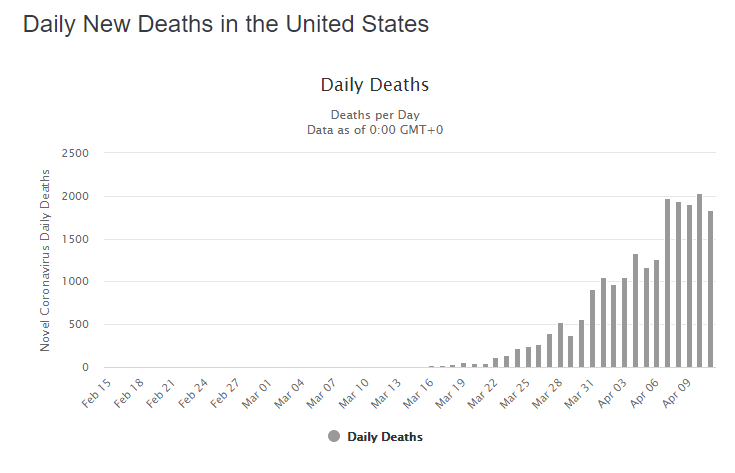 Daily New Deaths in the United States
Daily Deaths
Deaths per Day
Data as of 0:00 GMT+0
Novel Coronavirus Daily Deaths
2500
2000
1500
1000
500
0
Feb 15
Feb 18
Feb 21
Feb 24
Feb 27
Mar 01
Mar 04
Mar 07
Mar 10
Mar 13
Mar 16
Mar 19
Mar 22
Mar 25
Mar 28
Mar 31
Apr 03
Apr 06
Apr 09
Daily Deaths